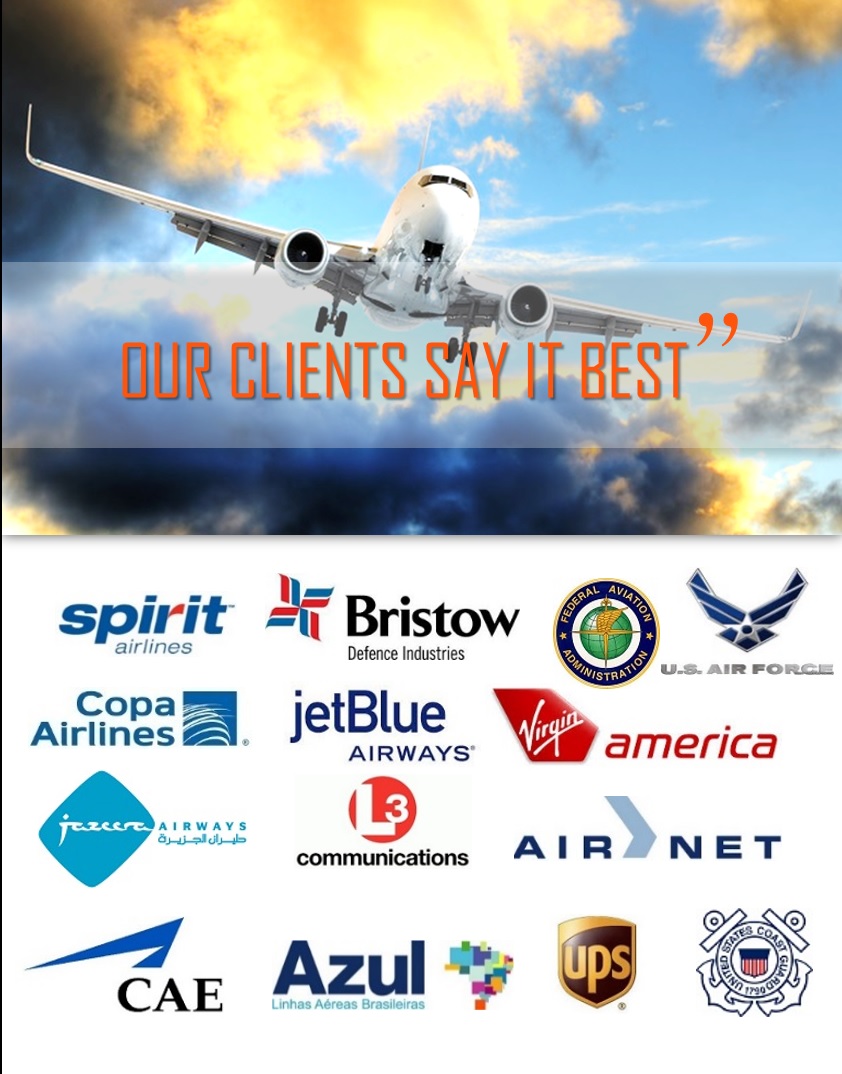 OUR CLIENTS SAY IT BEST”
spirit™
airlines
Bristow
Defence Industries
FEDERAL AVIATION
ADMINISTRATION
U.S. AIR FORCE
Copa
Airlines®
jetBlue
AIRWAYS®
Virgin
america
jazeera AIRWAYS
طيران الجزيرة
L3
communications
AIR NET
CAE
Azul
Linhas Aéreas Brasileiras
ups®
UNITED STATES COAST GUARD
1790